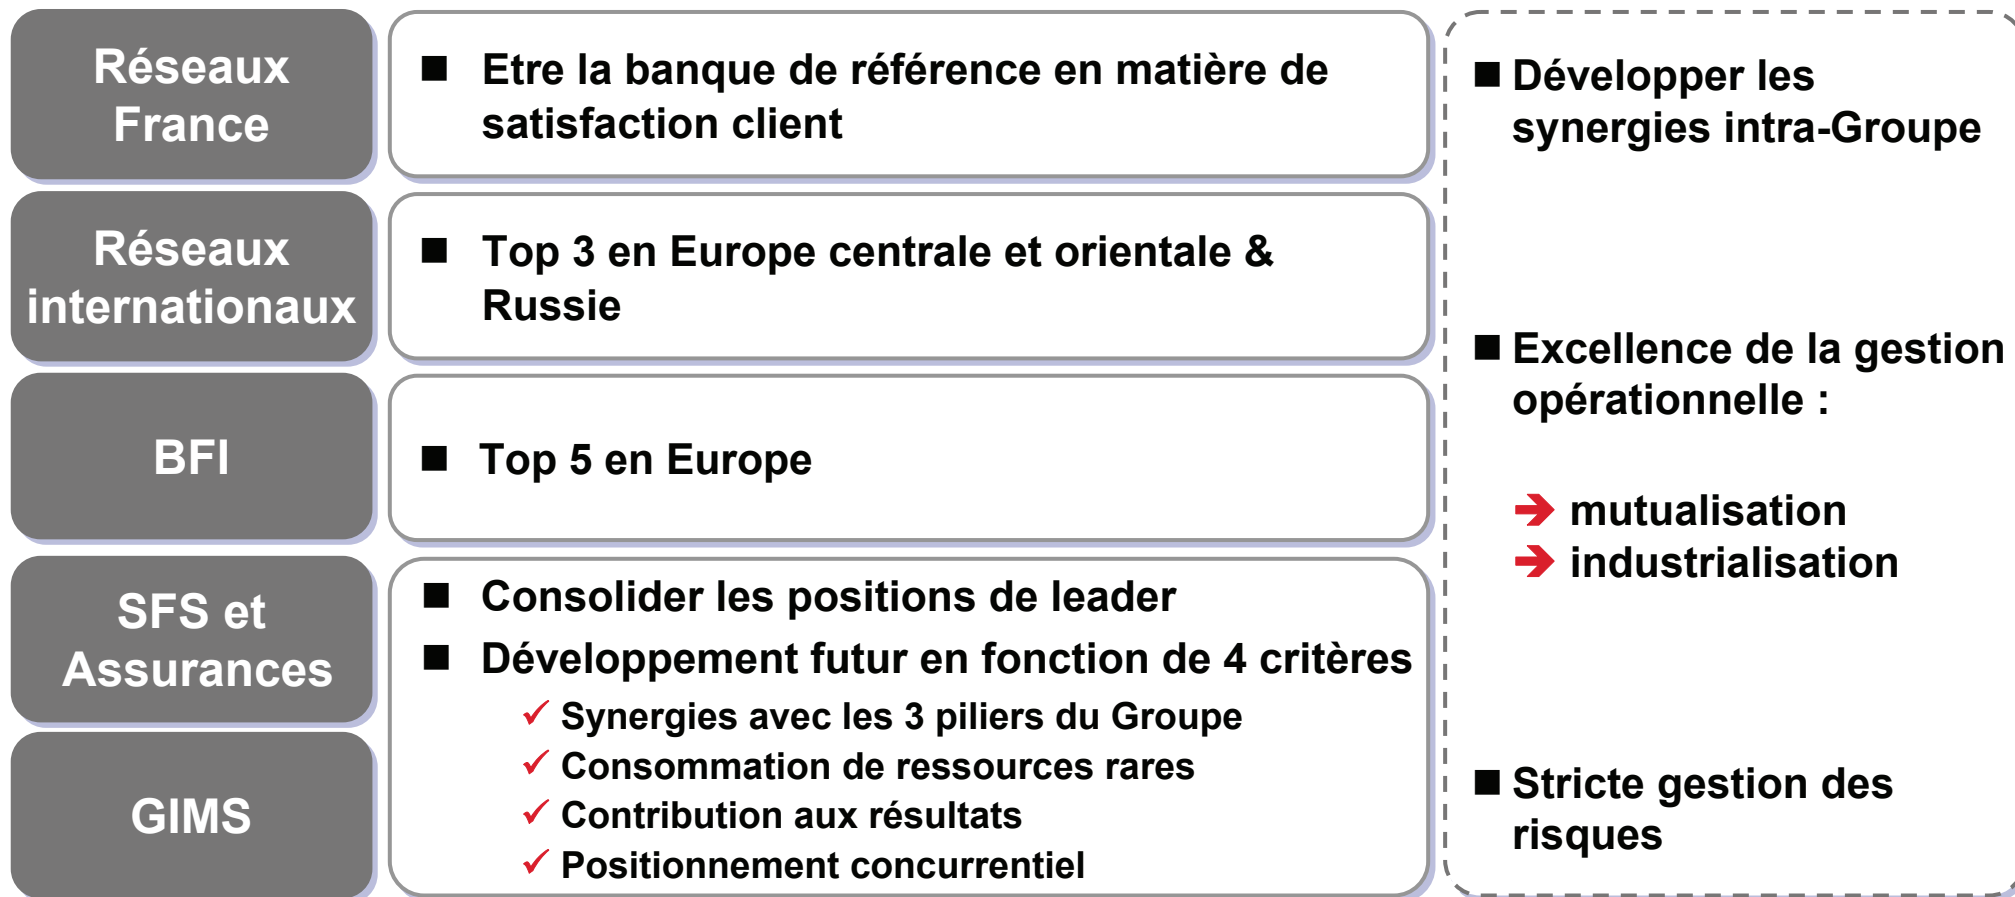 Réseaux
France
■ Etre la banque de référence en matière de
satisfaction client
Réseaux
internationaux
■ Top 3 en Europe centrale et orientale &
Russie
BFI
■ Top 5 en Europe
SFS et
Assurances
GIMS
■ Consolider les positions de leader
■ Développement futur en fonction de 4 critères
✓ Synergies avec les 3 piliers du Groupe
✓ Consommation de ressources rares
✓ Contribution aux résultats
✓ Positionnement concurrentiel
■ Développer les
synergies intra-Groupe
■ Excellence de la gestion
opérationnelle :
➔ mutualisation
➔ industrialisation
■ Stricte gestion des
risques